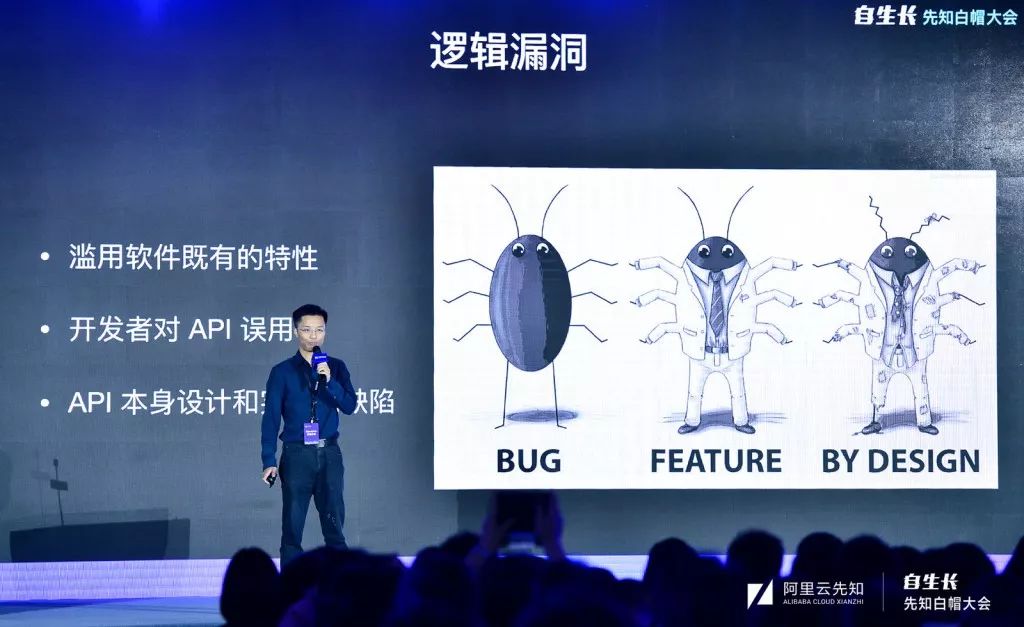 自生长 先知白帽大会
逻辑漏洞
• 滥用软件既有的特性
• 开发者对 API 误用
• API 本身设计和 缺陷
BUG
FEATURE
BY DESIGN
阿里云先知
ALIBABA CLOUD XIANZHI
自生长
先知白帽大会